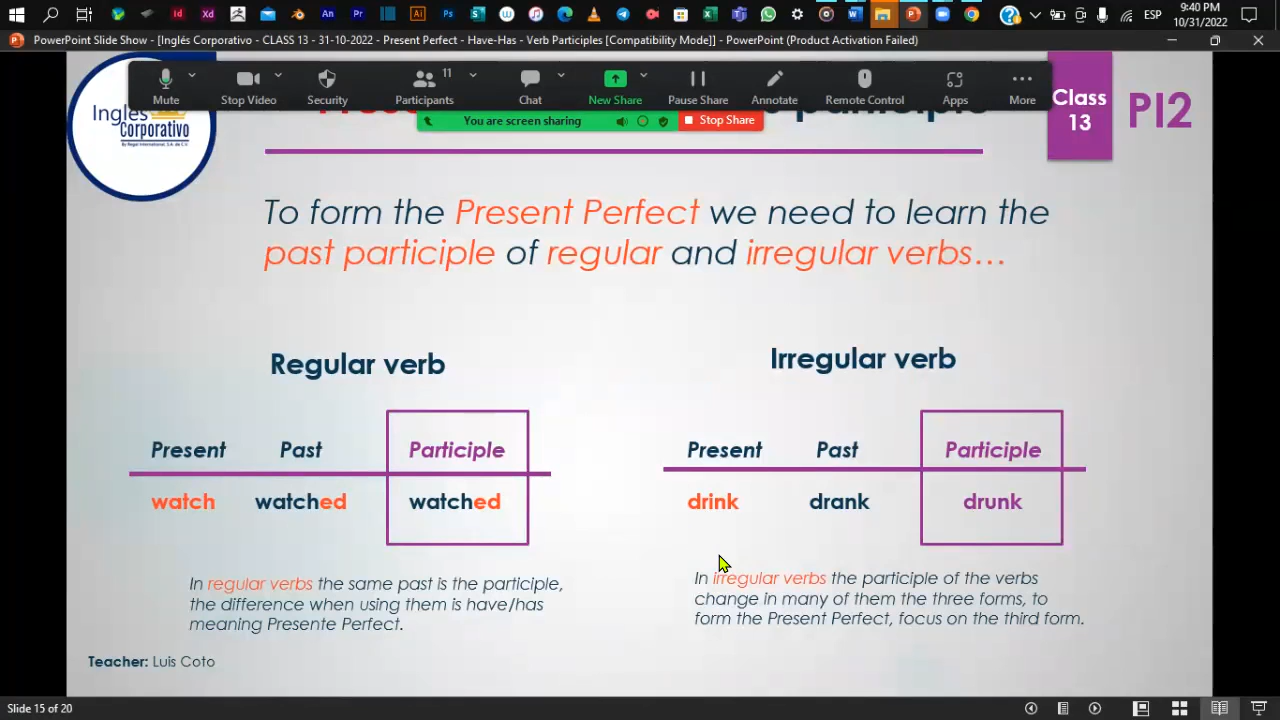 9:40 PM
ESP
10/31/2022
PowerPoint Slide Show - [Inglés Corporativo - CLASS 13 - 31-10-2022 - Present Perfect - Have-Has - Verb Participles [Compatibility Mode]] - PowerPoint (Product Activation Failed)
Mute
Stop Video
Security
Participants 11
Chat
New Share
Pause Share
Annotate
Remote Control
Apps
More
You are screen sharing
Stop Share
Inglés
Corporativo
By Regal International, S.A. de C.V.
Class
13
PI2
To form the Present Perfect we need to learn the
past participle of regular and irregular verbs…
Regular verb
Present Past Participle
watch watched watched
In regular verbs the same past is the participle,
the difference when using them is have/has
meaning Presente Perfect.
Irregular verb
Present Past Participle
drink drank drunk
In irregular verbs the participle of the verbs
change in many of them the three forms, to
form the Present Perfect, focus on the third form.
Teacher: Luis Coto
Slide 15 of 20